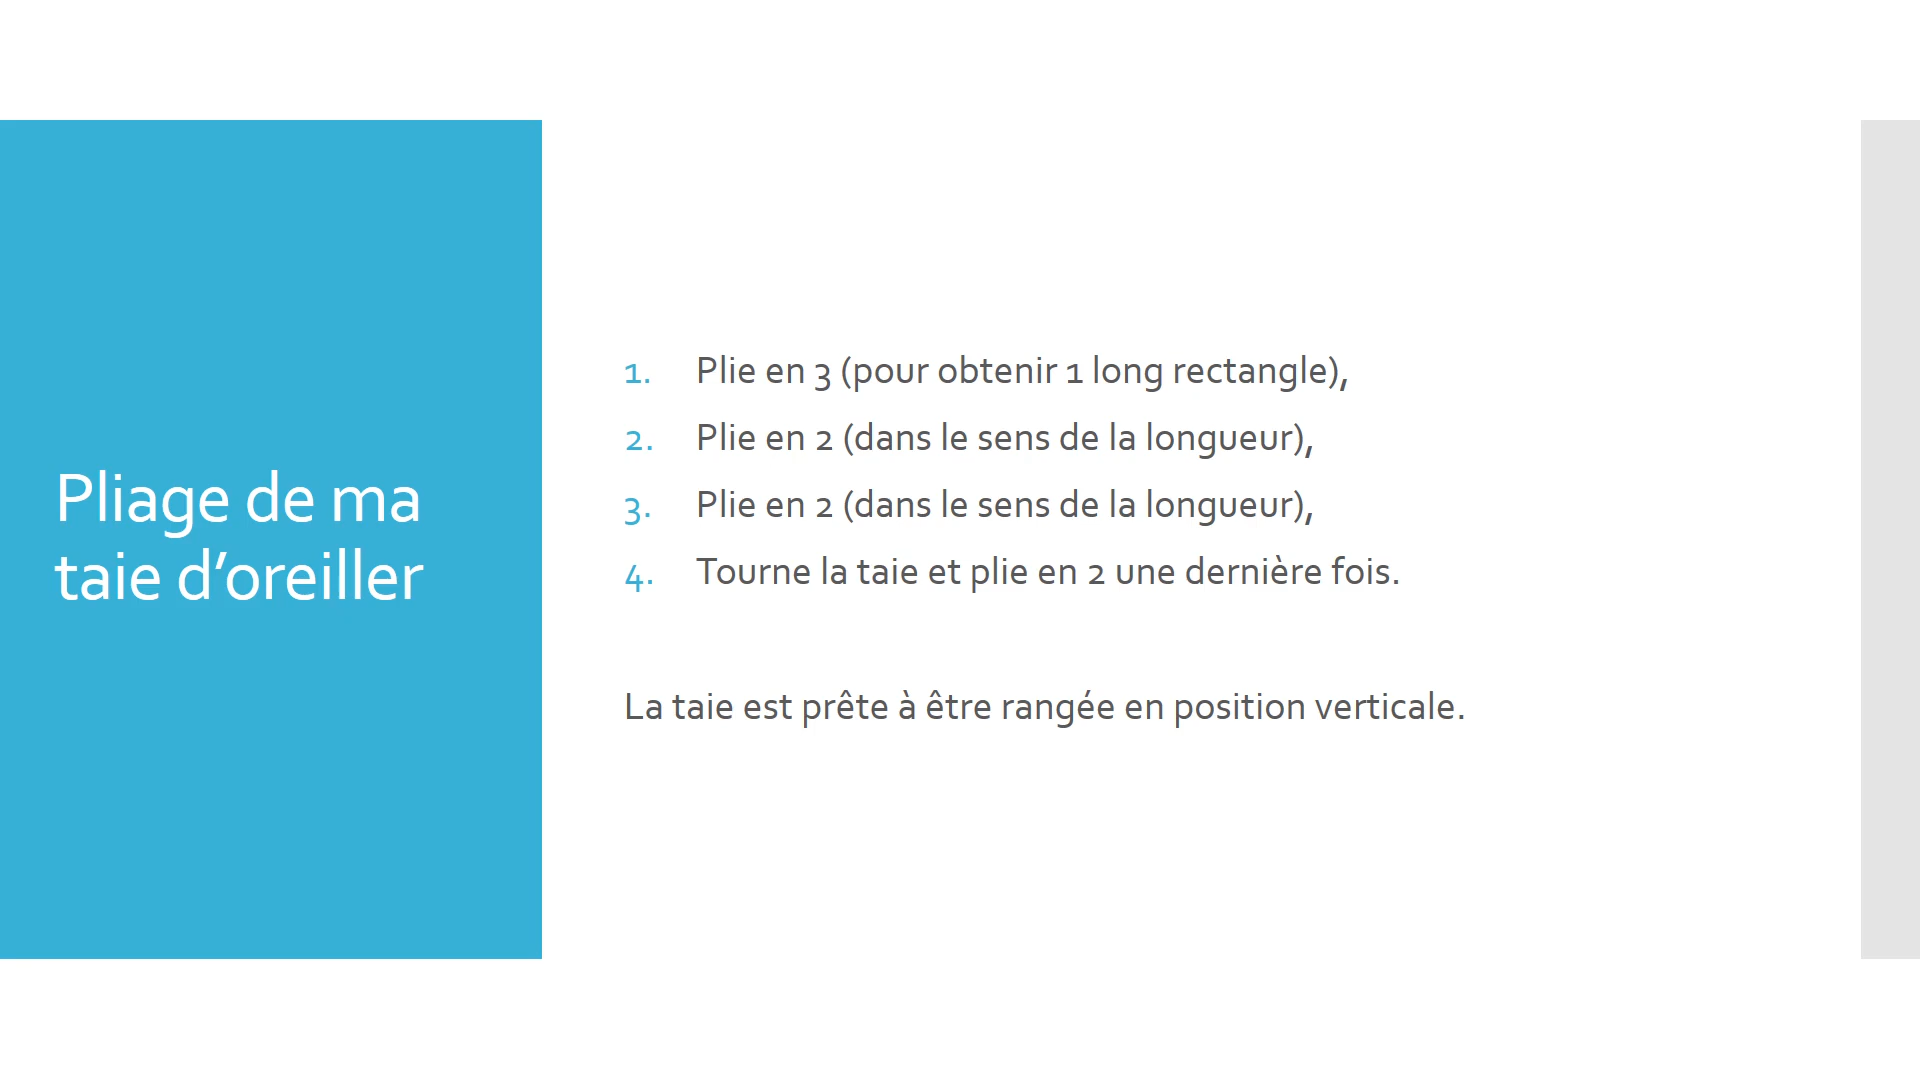 Pliage de ma
taie d’oreiller
1. Plie en 3 (pour obtenir 1 long rectangle),
2. Plie en 2 (dans le sens de la longueur),
3. Plie en 2 (dans le sens de la longueur),
4. Tourne la taie et plie en 2 une dernière fois.
La taie est prête à être rangée en position verticale.